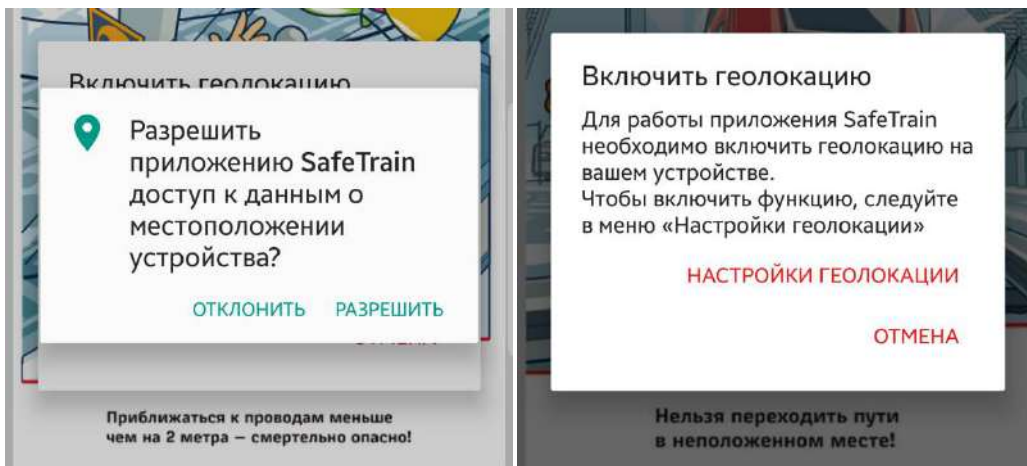 Включить геолокацию
Разрешить
приложению SafeTrain
доступ к данным о
местоположении
устройства?
ОТКЛОНИТЬ РАЗРЕШИТЬ
Приближаться к проводам меньше
чем на 2 метра – смертельно опасно!
Включить геолокацию
Для работы приложения SafeTrain
необходимо включить геолокацию на
вашем устройстве.
Чтобы включить функцию, следуйте
в меню «Настройки геолокации»
НАСТРОЙКИ ГЕОЛОКАЦИИ
ОТМЕНА
Нельзя переходить пути
в неположенном месте!